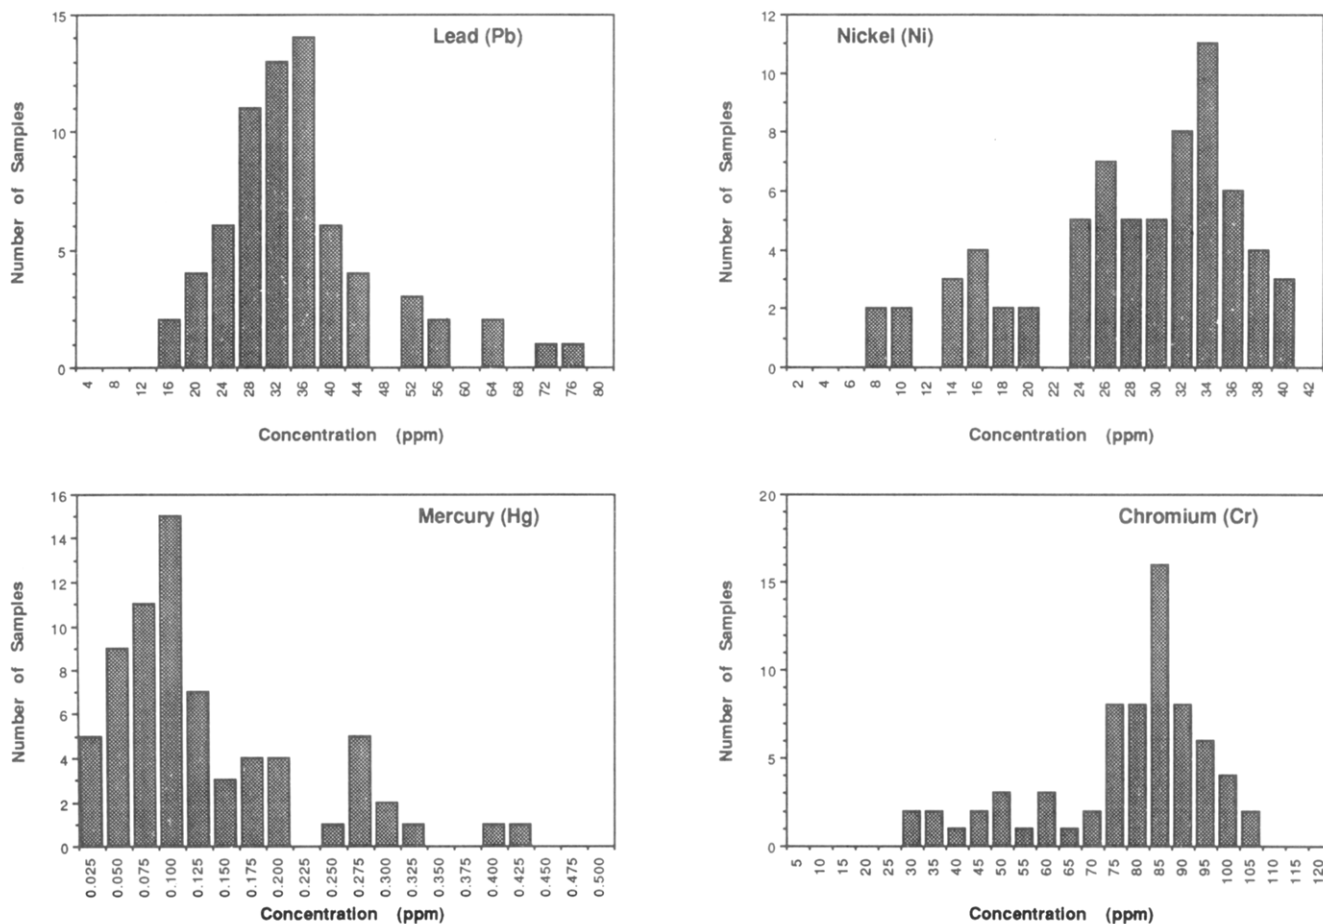 Lead (Pb)
15
10
5
0
Number of Samples
4 8 12 16 20 24 28 32 36 40 44 48 52 56 60 64 68 72 76 80
Concentration (ppm)
Nickel (Ni)
12
10
8
6
4
2
0
Number of Samples
2 4 6 8 10 12 14 16 18 20 22 24 26 28 30 32 34 36 38 40 42
Concentration (ppm)
Mercury (Hg)
16
14
12
10
8
6
4
2
0
Number of Samples
0.025 0.050 0.075 0.100 0.125 0.150 0.175 0.200 0.225 0.250 0.275 0.300 0.325 0.350 0.375 0.400 0.425 0.450 0.475 0.500
Concentration (ppm)
Chromium (Cr)
20
15
10
5
0
Number of Samples
5 10 15 20 25 30 35 40 45 50 55 60 65 70 75 80 85 90 95 100 105 110 115 120
Concentration (ppm)